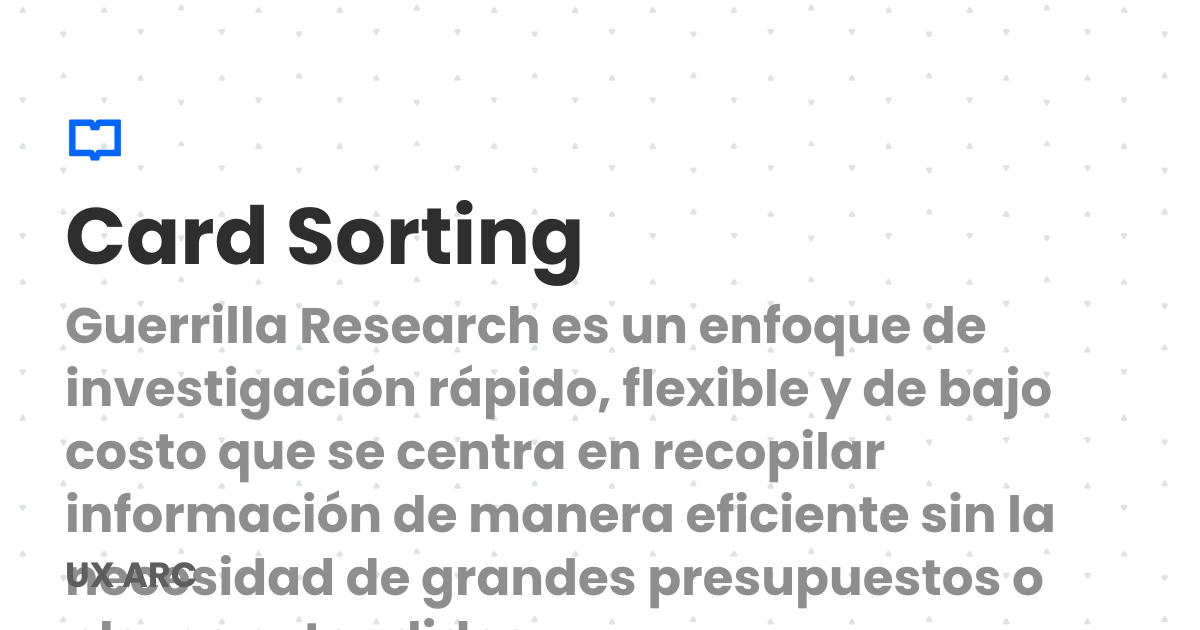 Card Sorting
Guerrilla Research es un enfoque de
investigación rápido, flexible y de bajo
costo que se centra en recopilar
información de manera eficiente sin la
necesidad de grandes presupuestos o
UX ARC